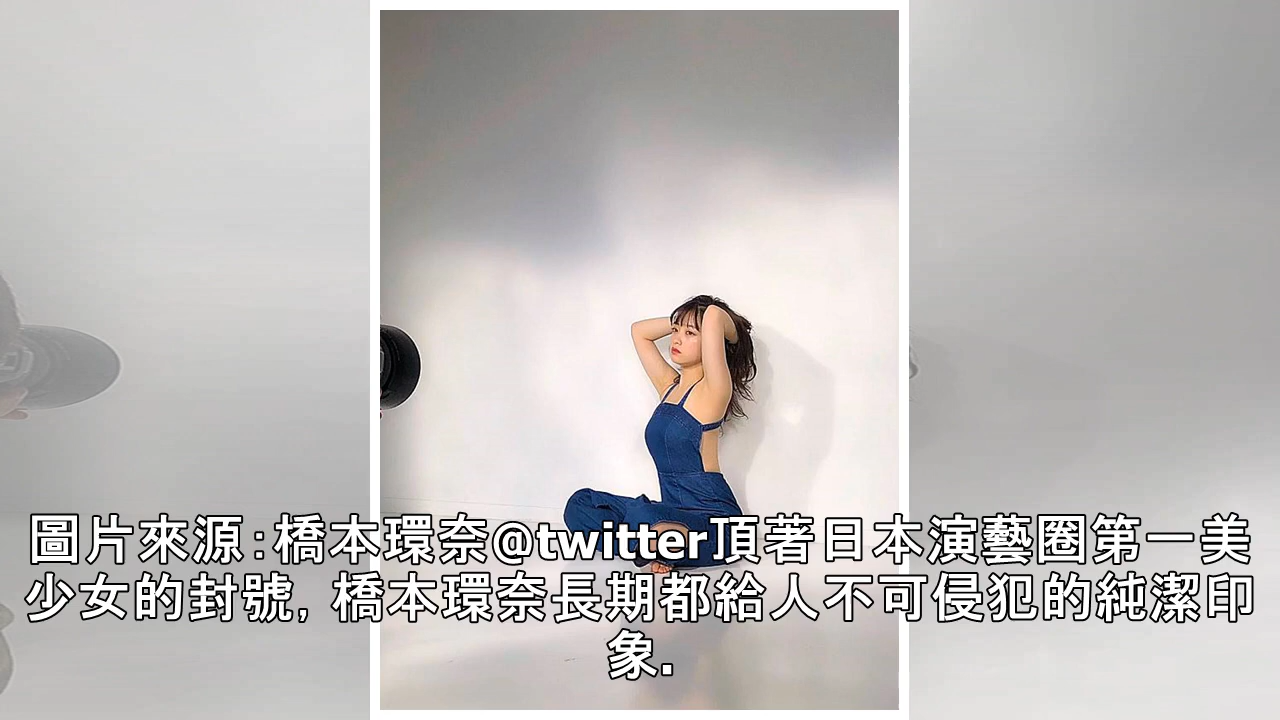 圖片來源:橋本環奈@twitter頂著日本演藝圈第一美
少女的封號, 橋本環奈長期都給人不可侵犯的純潔印
象.